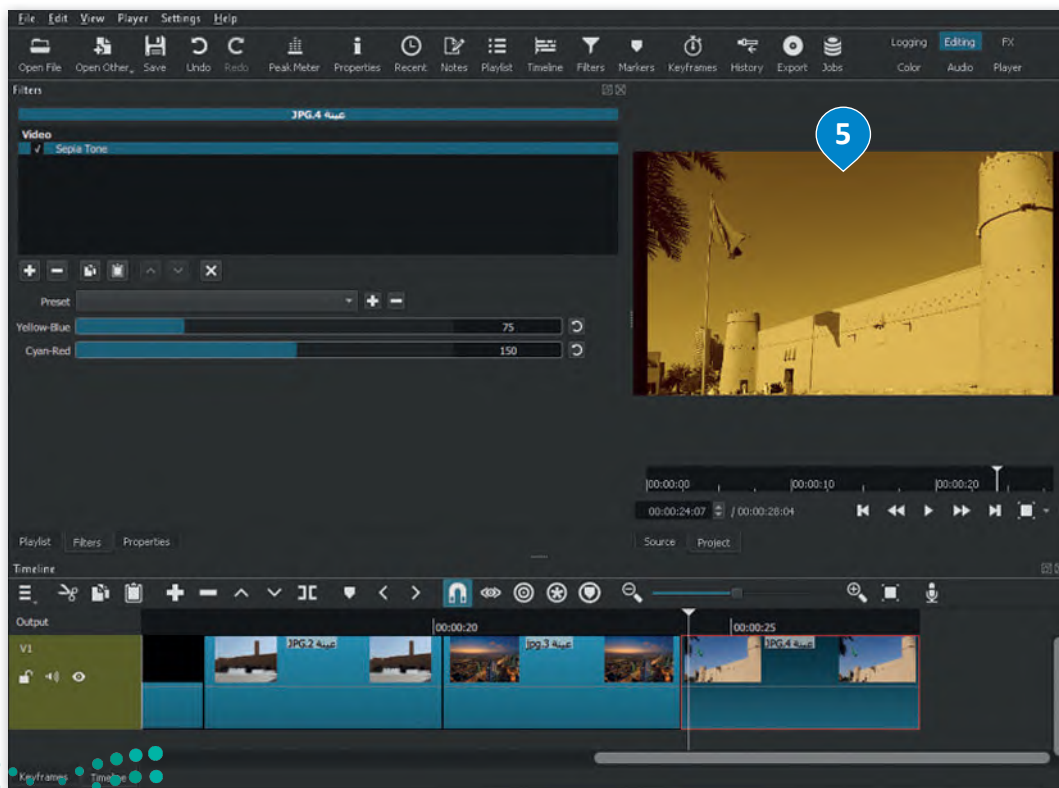 File Edit View Player Settings Help
Open File Open Other Save Undo Redo Peak Meter Properties Recent Notes Playlist Timeline Filters Markers Keyframes History Export Jobs
Logging Editing FX
Color Audio Player
Filters
عينة 4.JPG
Video
✓ Sepia Tone
5
Preset
Yellow-Blue 75
Cyan-Red 150
00:00:00 00:00:10 00:00:20
00:00:24:07 / 00:00:28:04
Playlist Filters Properties
Source Project
Timeline
Output 00:00:20 00:00:25
V1
عينة 2.JPG
عينة 3.jpg
عينة 4.JPG
Keyframes Timeline